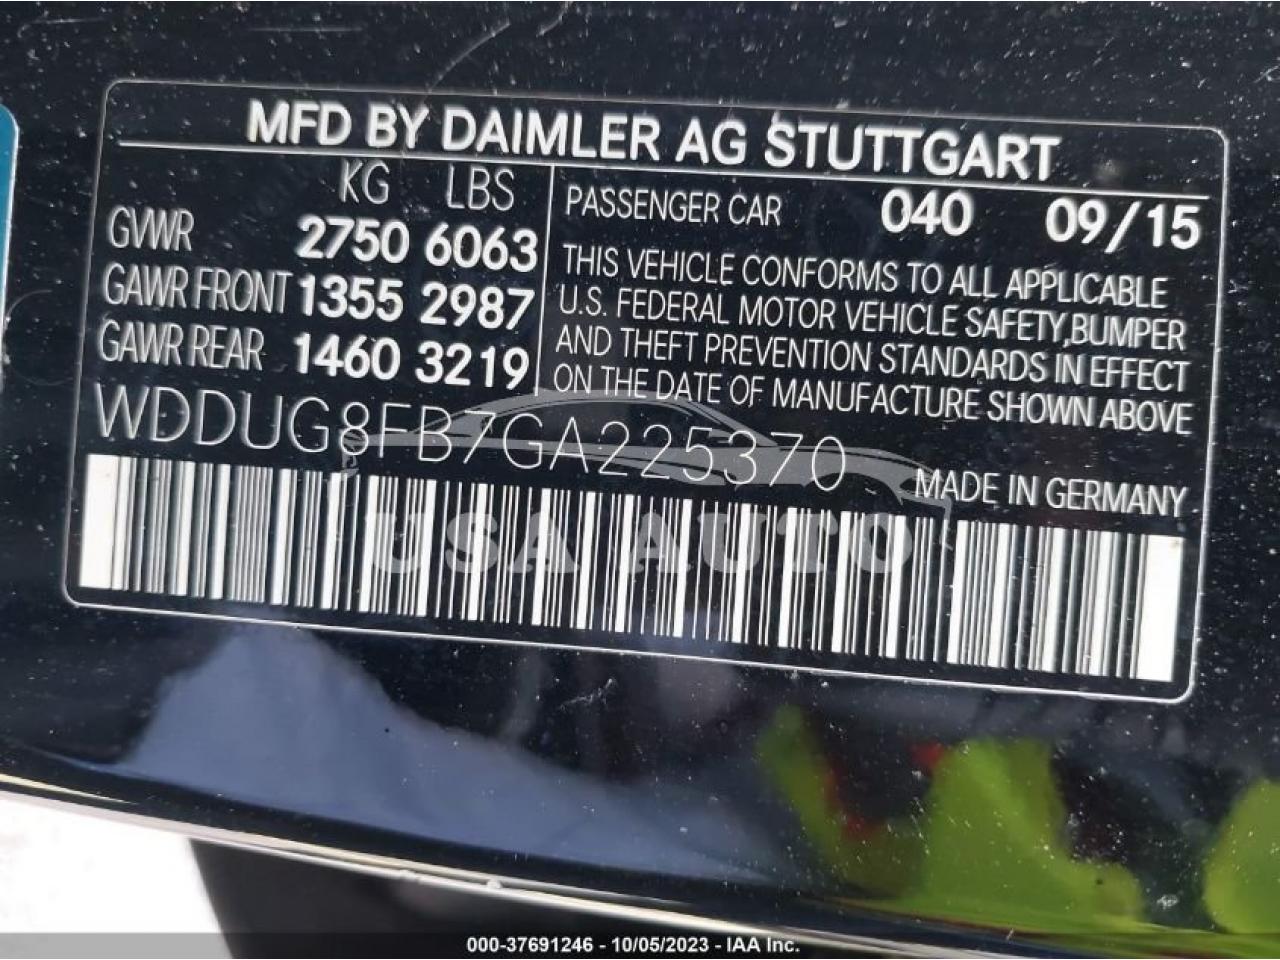 MFD BY DAIMLER AG STUTTGART
KG LBS
GVWR 2750 6063
GAWR FRONT 1355 2987
GAWR REAR 1460 3219
PASSENGER CAR 040 09/15
THIS VEHICLE CONFORMS TO ALL APPLICABLE
U.S. FEDERAL MOTOR VEHICLE SAFETY,BUMPER
AND THEFT PREVENTION STANDARDS IN EFFECT
ON THE DATE OF MANUFACTURE SHOWN ABOVE
WDDUG8FB7GA225370
MADE IN GERMANY
USA AUTO
000-37691246 - 10/05/2023 - IAA Inc.